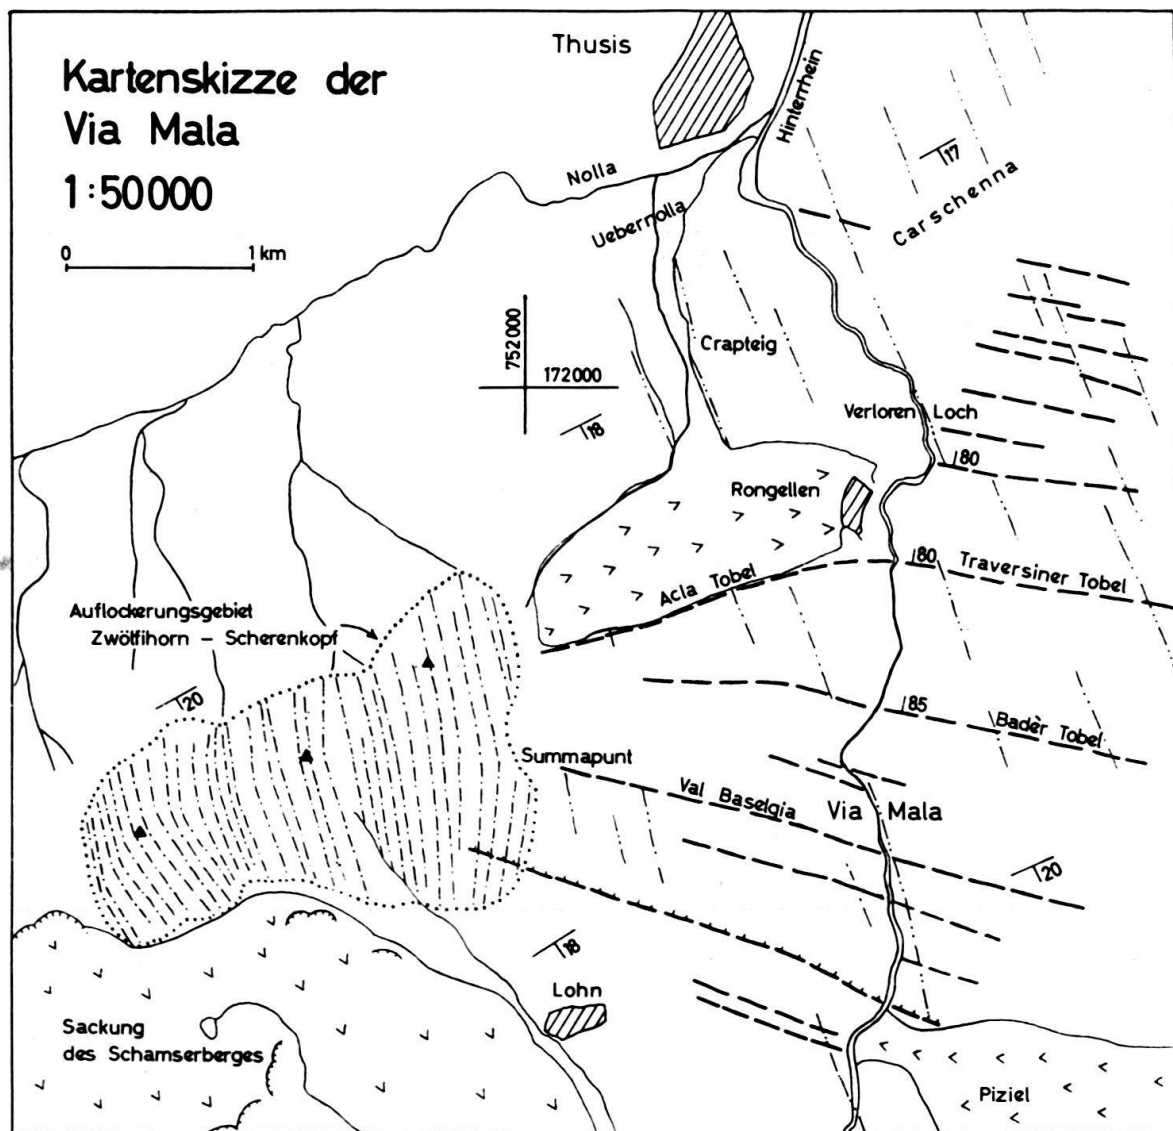 Kartenskizze der
Via Mala
1:50000
0 1 km
Thusis
Hinterrhein
Nolla
17
Carschenna
Uebernolla
752000
172000
Crapteig
18
Verloren Loch
80
Rongellen
80
Traversiner Tobel
Acla Tobel
Auflockerungsgebiet
Zwölfihorn – Scherenkopf
20
85
Badèr Tobel
Summapunt
Val Baselgia
Via Mala
20
18
Lohn
Sackung
des Schamserberges
Piziel